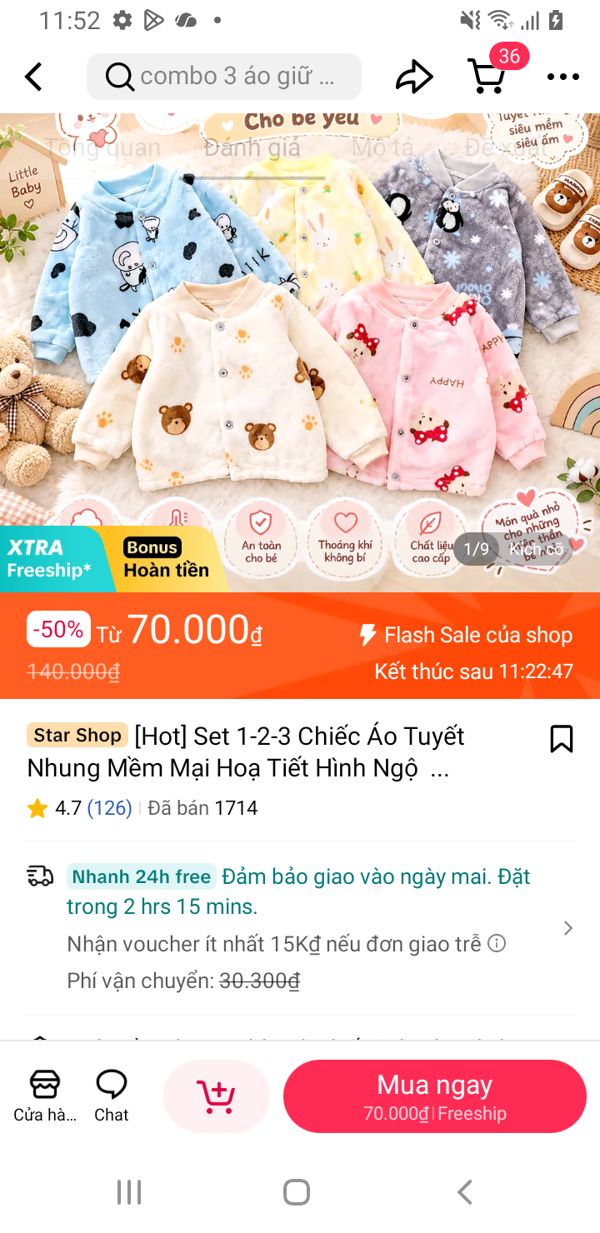 11:52
combo 3 áo giữ ...
36
Cho bé yêu
siêu mềm
siêu ấm
Tổng quan Đánh giá Mô tả
Little
Baby
HAPPY
An toàn
cho bé
Thoáng khí
không bí
Chất liệu
cao cấp
Món quà nhỏ
cho những
1/9 Kích cỡ
XTRA
Freeship*
Bonus
Hoàn tiền
-50% Từ 70.000₫
140.000₫
Flash Sale của shop
Kết thúc sau 11:22:47
Star Shop [Hot] Set 1-2-3 Chiếc Áo Tuyết
Nhung Mềm Mại Hoạ Tiết Hình Ngộ ...
4.7 (126) Đã bán 1714
Nhanh 24h free Đảm bảo giao vào ngày mai. Đặt
trong 2 hrs 15 mins.
Nhận voucher ít nhất 15K₫ nếu đơn giao trễ
Phí vận chuyển: 30.300₫
Cửa hà...
Chat
Mua ngay
70.000₫ Freeship